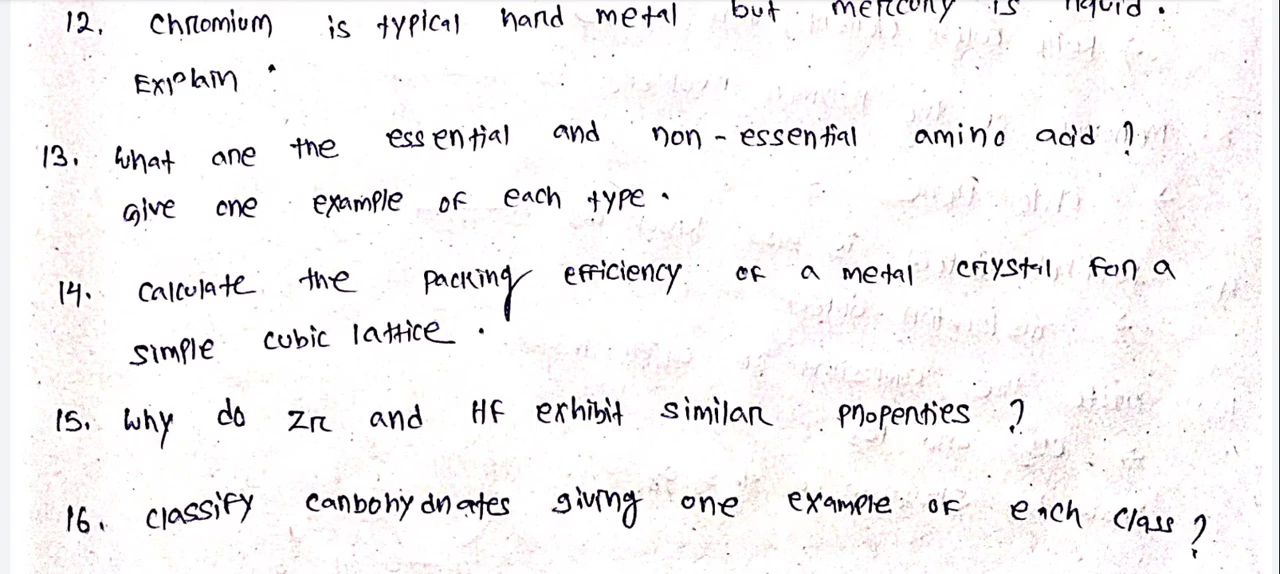 12. Chromium is typical hard metal but mercury is liquid.
Explain :
13. What are the essential and non-essential amino acid ?
give one example of each type.
14. calculate the packing efficiency of a metal crystal for a
simple cubic lattice.
15. Why do Zr and Hf exhibit similar properties ?
16. classify carbohydrates giving one example of each class ?